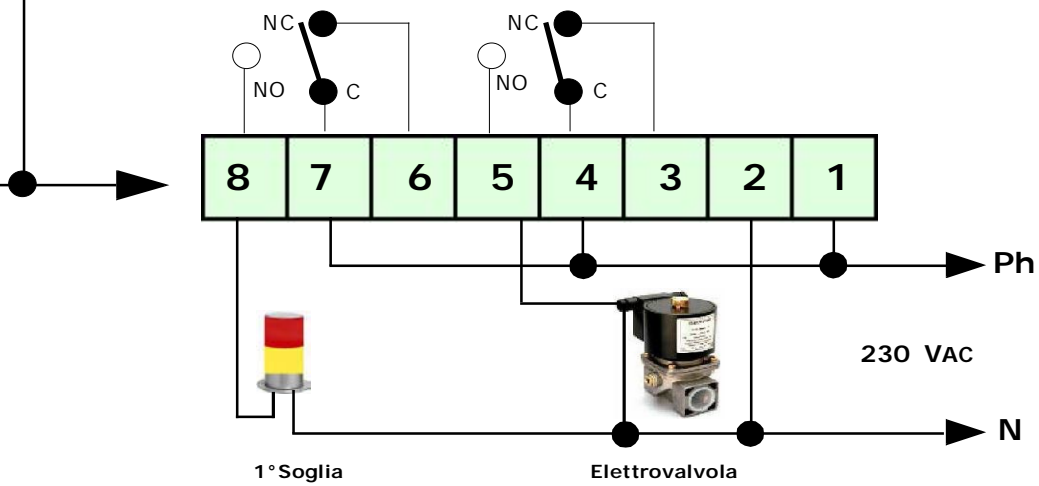 NC NC
NO C NO C
8 7 6 5 4 3 2 1
Ph
230 VAC
N
1°Soglia Elettrovalvola